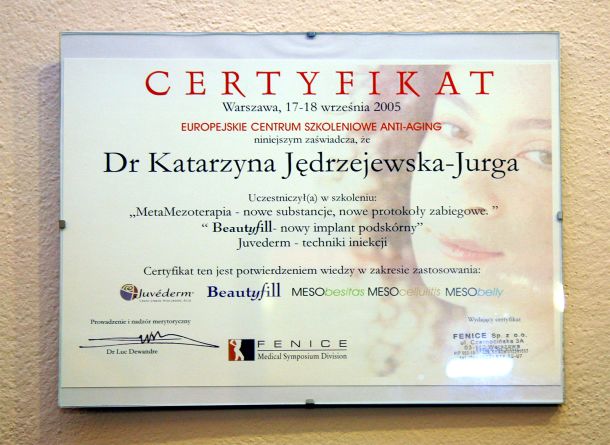 CERTYFIKAT
Warszawa, 17-18 września 2005
EUROPEJSKIE CENTRUM SZKOLENIOWE ANTI-AGING
niniejszym zaświadcza, że
Dr Katarzyna Jędrzejewska-Jurga
Uczestniczył(a) w szkoleniu:
„MetaMezoterapia - nowe substancje, nowe protokoły zabiegowe. ”
“ Beautyfill- nowy implant podskórny”
Juvederm - techniki iniekcji
Certyfikat ten jest potwierdzeniem wiedzy w zakresie zastosowania:
Juvéderm Beautyfill MESObesitas MESOcellulitis MESObelly
Prowadzenie i nadzór merytoryczny
Dr Luc Dewandre
FENICE
Medical Symposium Division
Wydający certyfikat
FENICE Sp. z o.o.
ul. Czarnocińska 3A